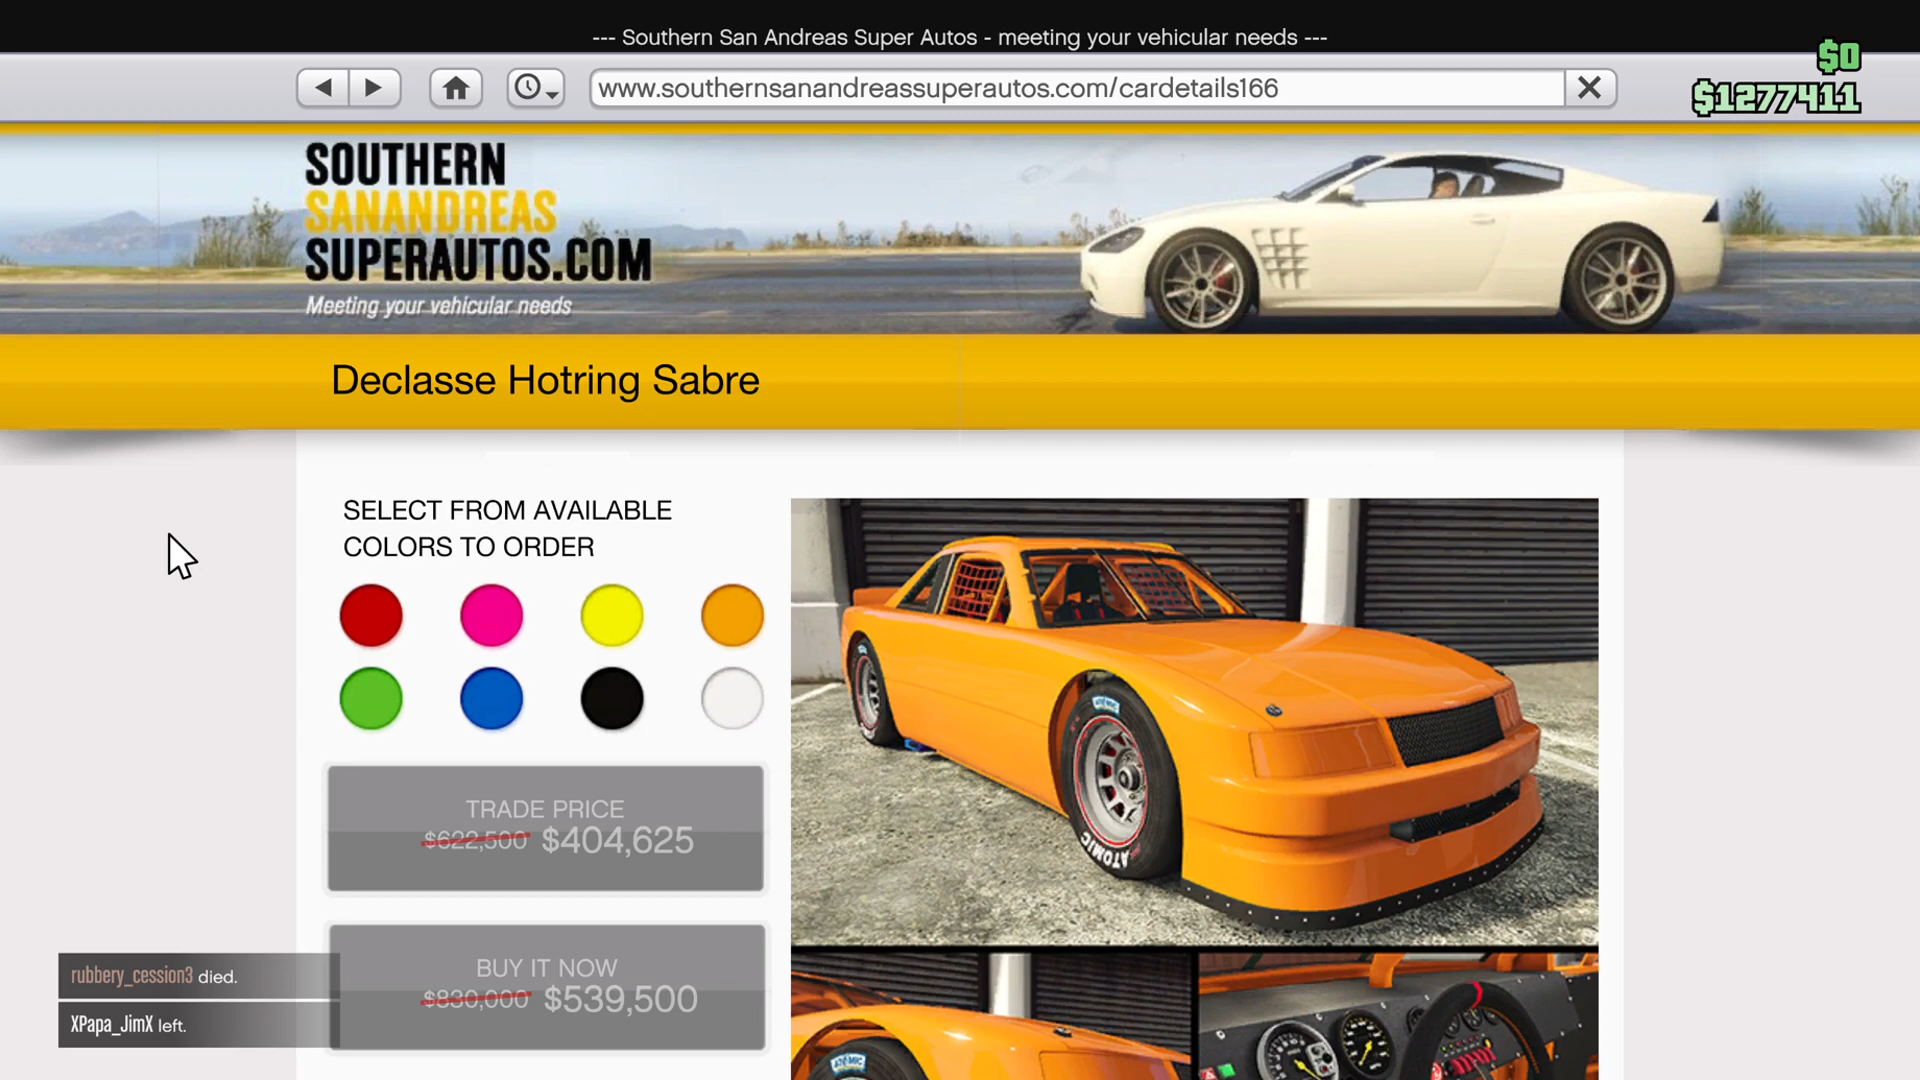 --- Southern San Andreas Super Autos - meeting your vehicular needs ---
$0
www.southernsanandreassuperautos.com/cardetails166
$1277411
SOUTHERN
SANANDREAS
SUPERAUTOS.COM
Meeting your vehicular needs
Declasse Hotring Sabre
SELECT FROM AVAILABLE
COLORS TO ORDER
TRADE PRICE
$622,500 $404,625
BUY IT NOW
$830,000 $539,500
rubbery_cession3 died.
XPapa_JimX left.
ATOMIC
ATOMIC
ATOMIC